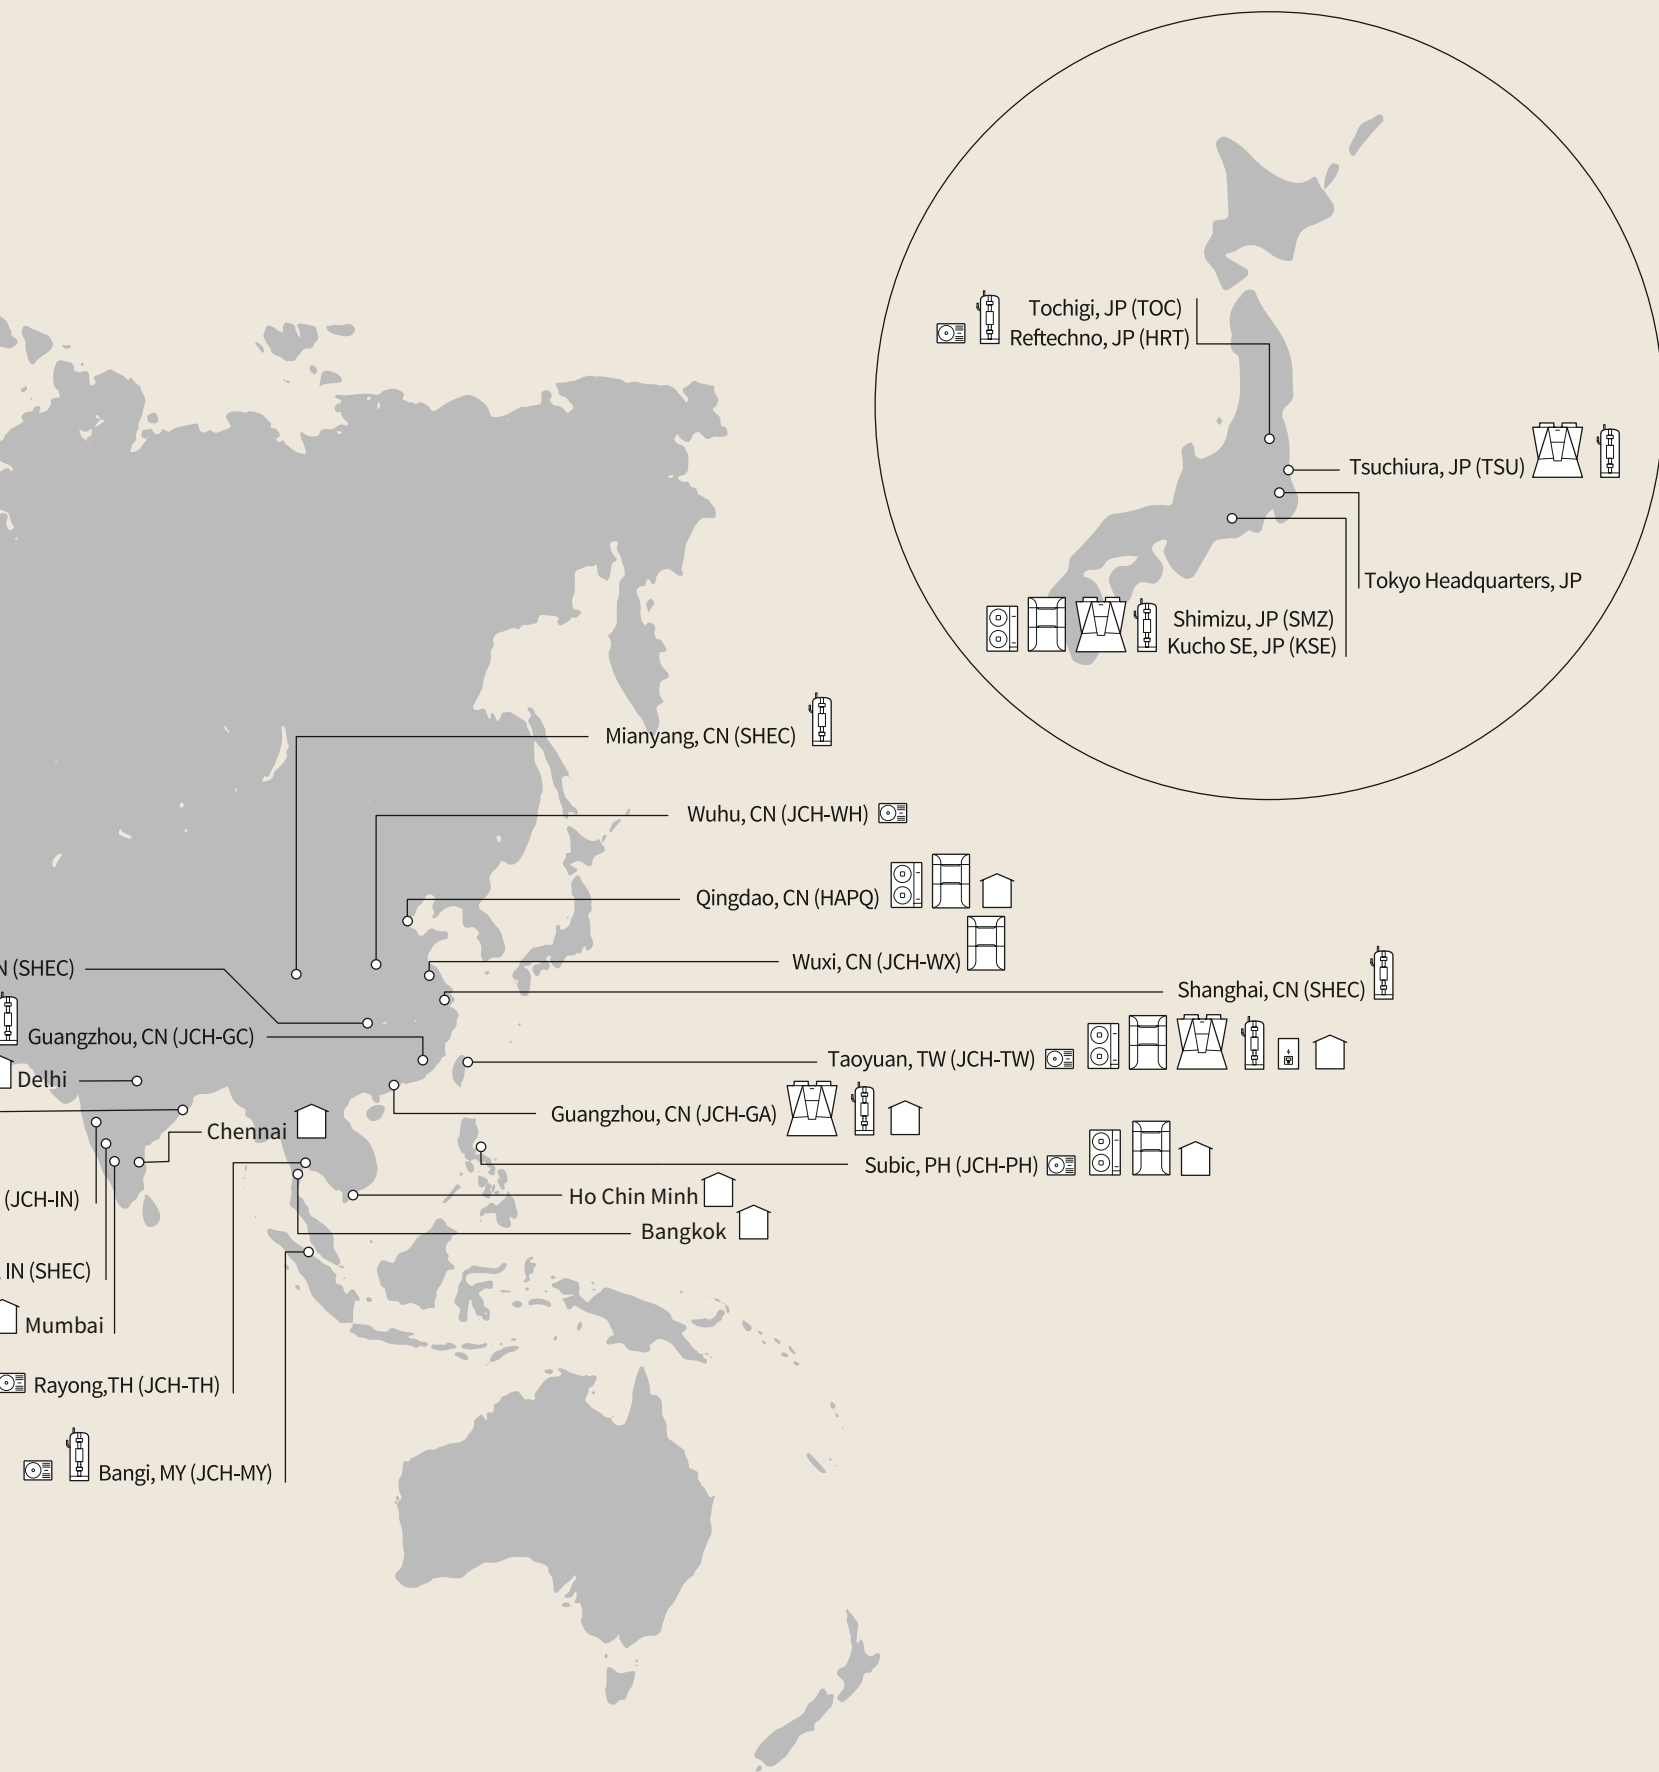 Tochigi, JP (TOC)
Reftechno, JP (HRT)
Tsuchiura, JP (TSU)
Tokyo Headquarters, JP
Shimizu, JP (SMZ)
Kucho SE, JP (KSE)
Mianyang, CN (SHEC)
Wuhu, CN (JCH-WH)
Qingdao, CN (HAPQ)
Wuxi, CN (JCH-WX)
N (SHEC)
Shanghai, CN (SHEC)
Guangzhou, CN (JCH-GC)
Taoyuan, TW (JCH-TW)
Delhi
Guangzhou, CN (JCH-GA)
Chennai
Subic, PH (JCH-PH)
(JCH-IN)
Ho Chin Minh
Bangkok
IN (SHEC)
Mumbai
Rayong,TH (JCH-TH)
Bangi, MY (JCH-MY)